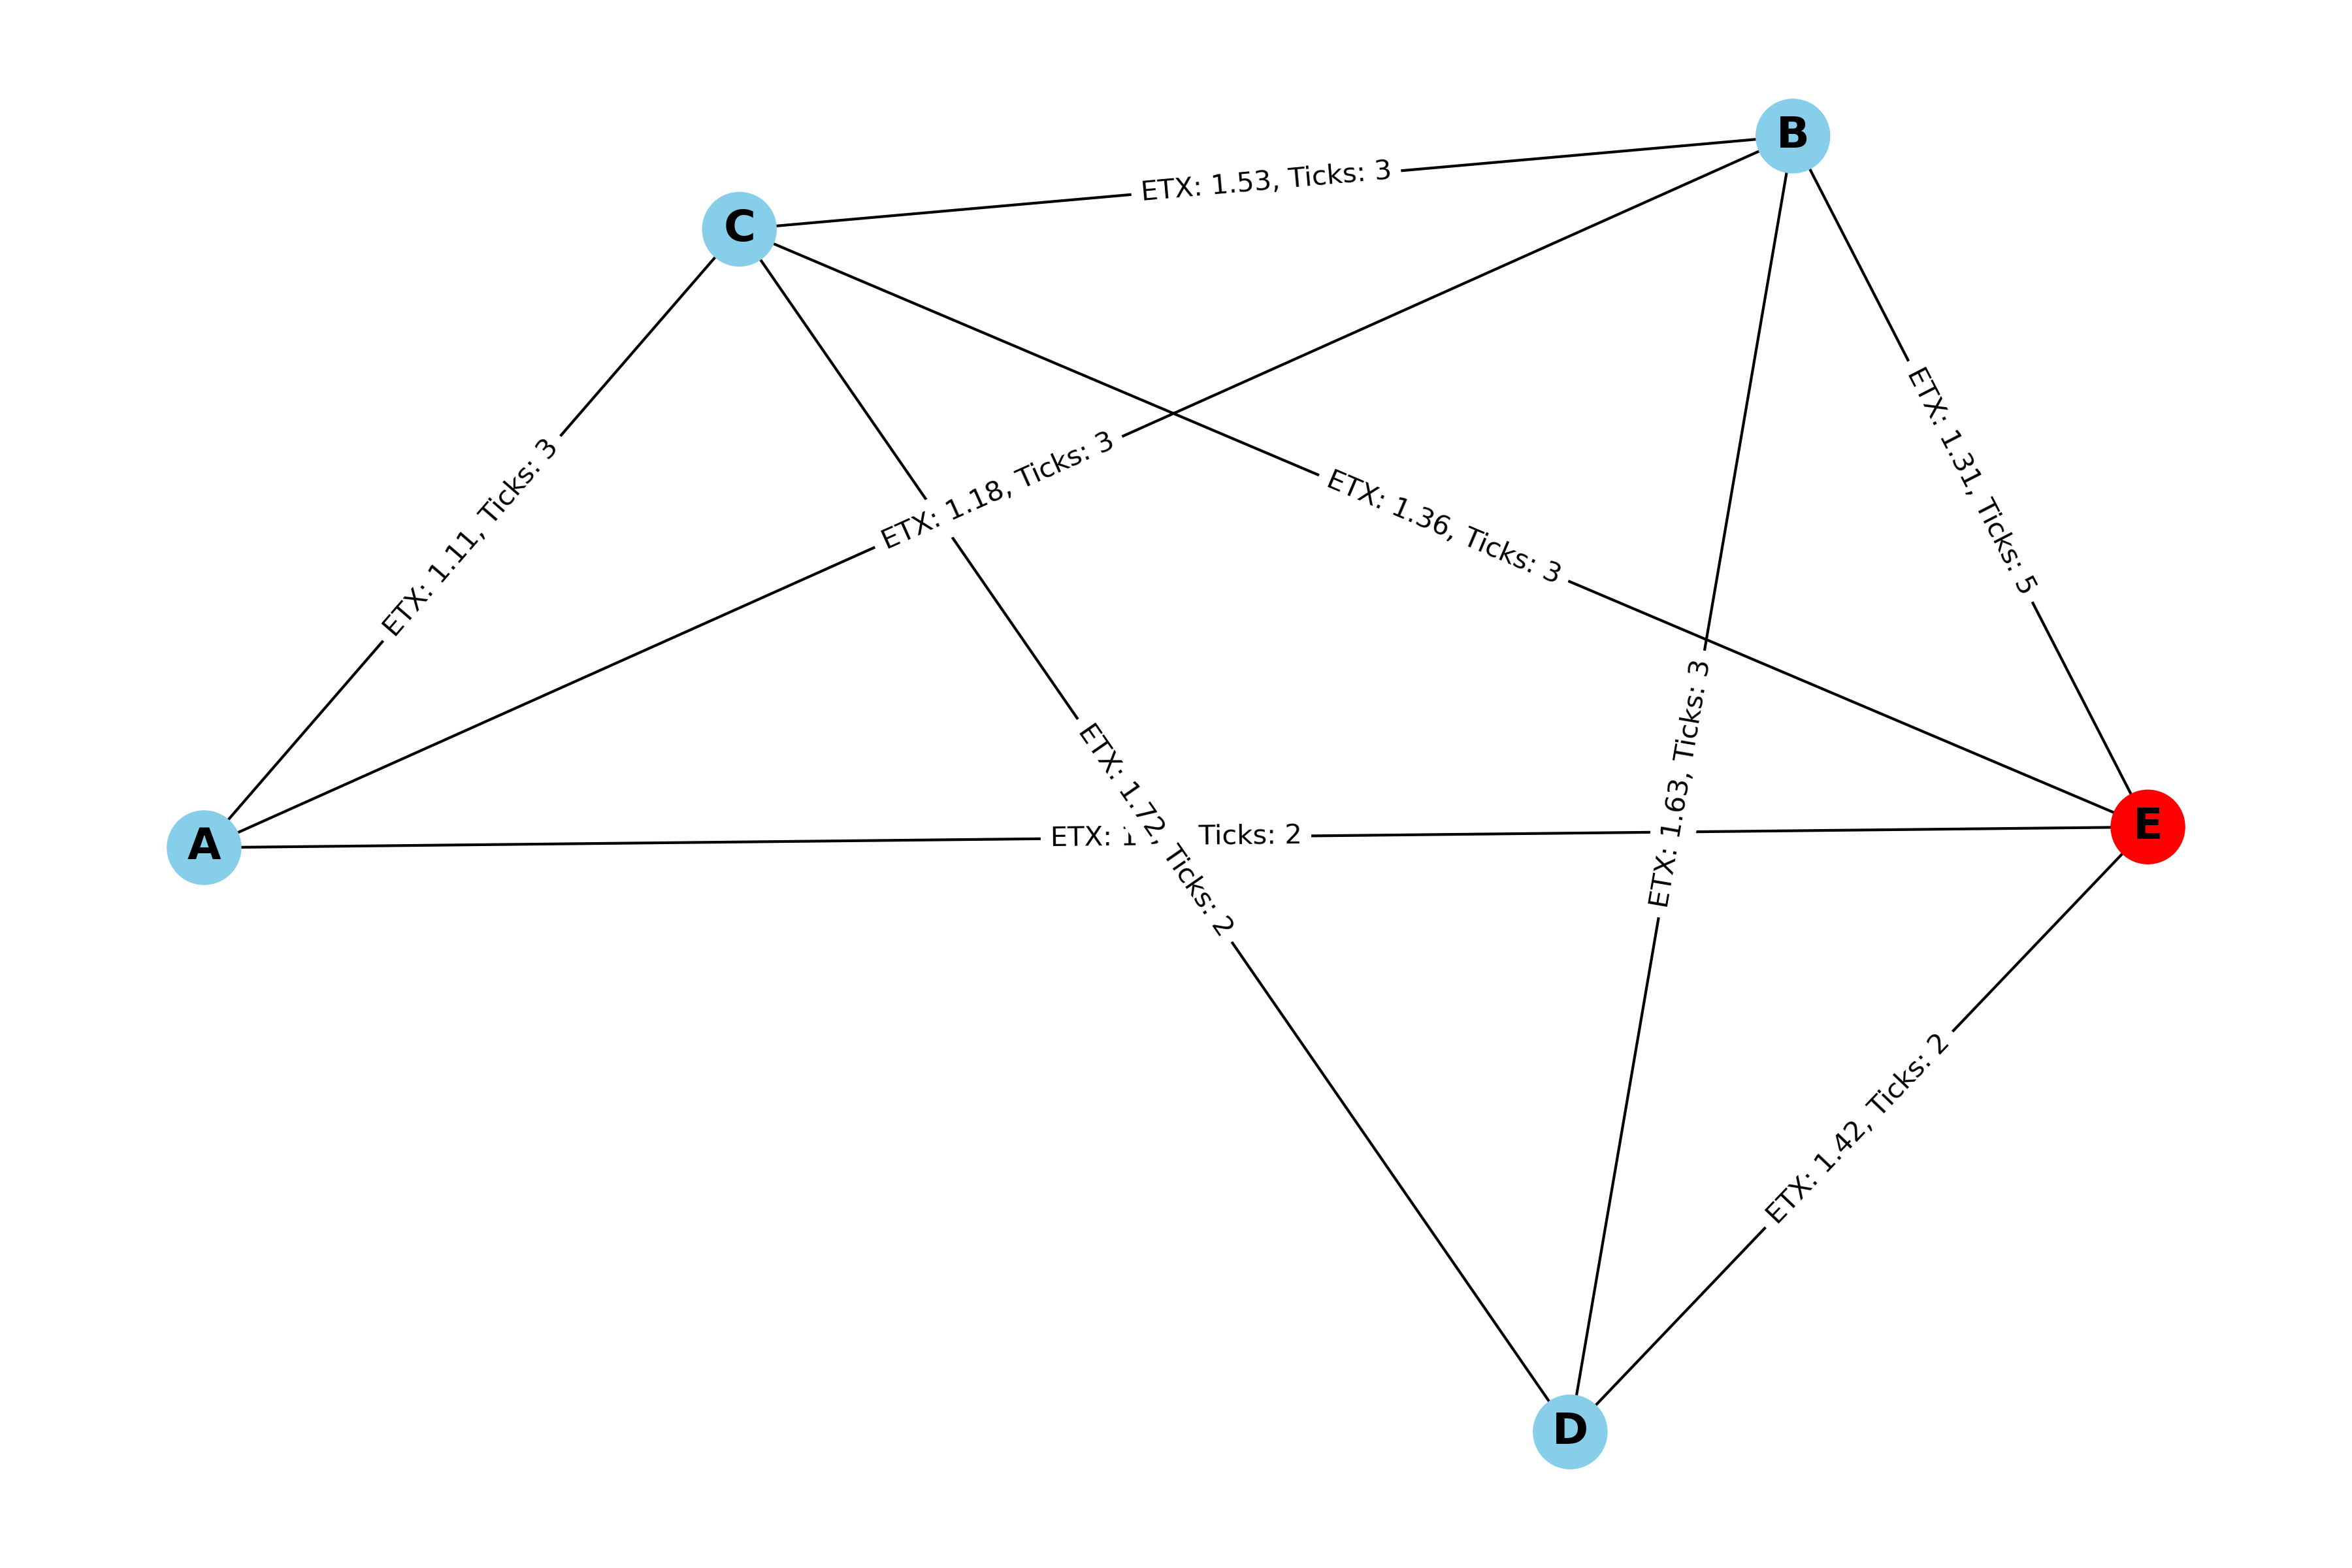 B
C
ETX: 1.53, Ticks: 3
ETX: 1.11, Ticks: 3
ETX: 1.18, Ticks: 3
ETX: 1.36, Ticks: 3
ETX: 1.31, Ticks: 5
ETX: 1.72, Ticks: 2
ETX: Ticks: 2
ETX: 1.63, Ticks: 3
A
E
ETX: 1.42, Ticks: 2
D